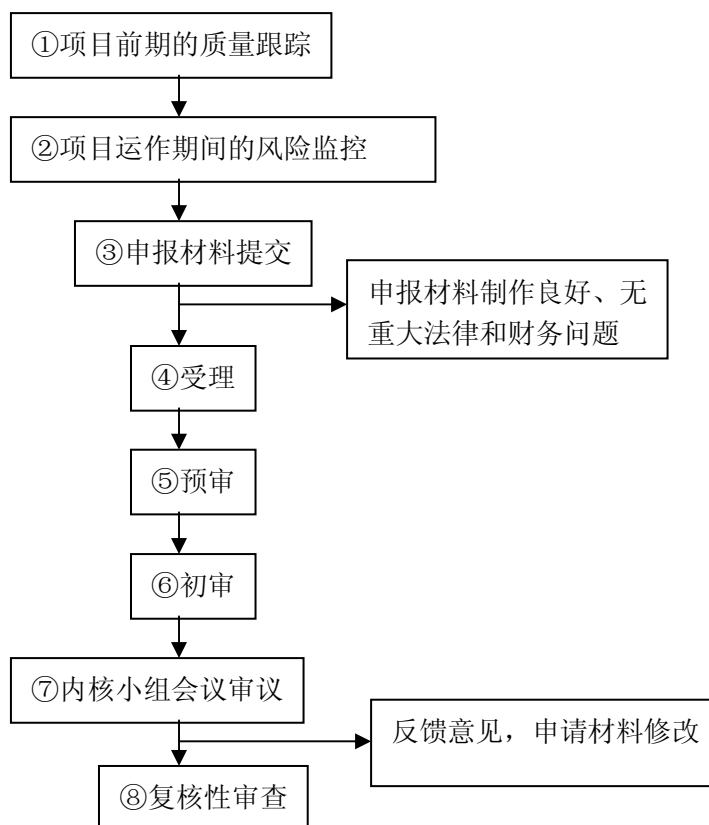 ①项目前期的质量跟踪
②项目运作期间的风险监控
③申报材料提交
申报材料制作良好、无
重大法律和财务问题
④受理
⑤预审
⑥初审
⑦内核小组会议审议
反馈意见，申请材料修改
⑧复核性审查